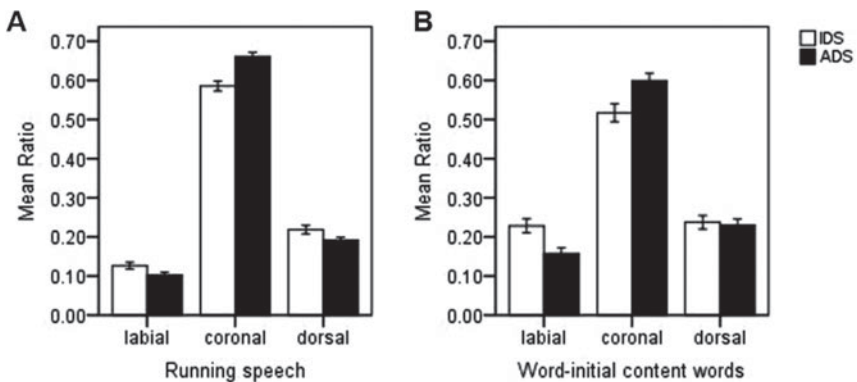 A
B
IDS
ADS
Mean Ratio
0.70
0.60
0.50
0.40
0.30
0.20
0.10
0.00
labial coronal dorsal
Running speech
Mean Ratio
0.70
0.60
0.50
0.40
0.30
0.20
0.10
0.00
labial coronal dorsal
Word-initial content words